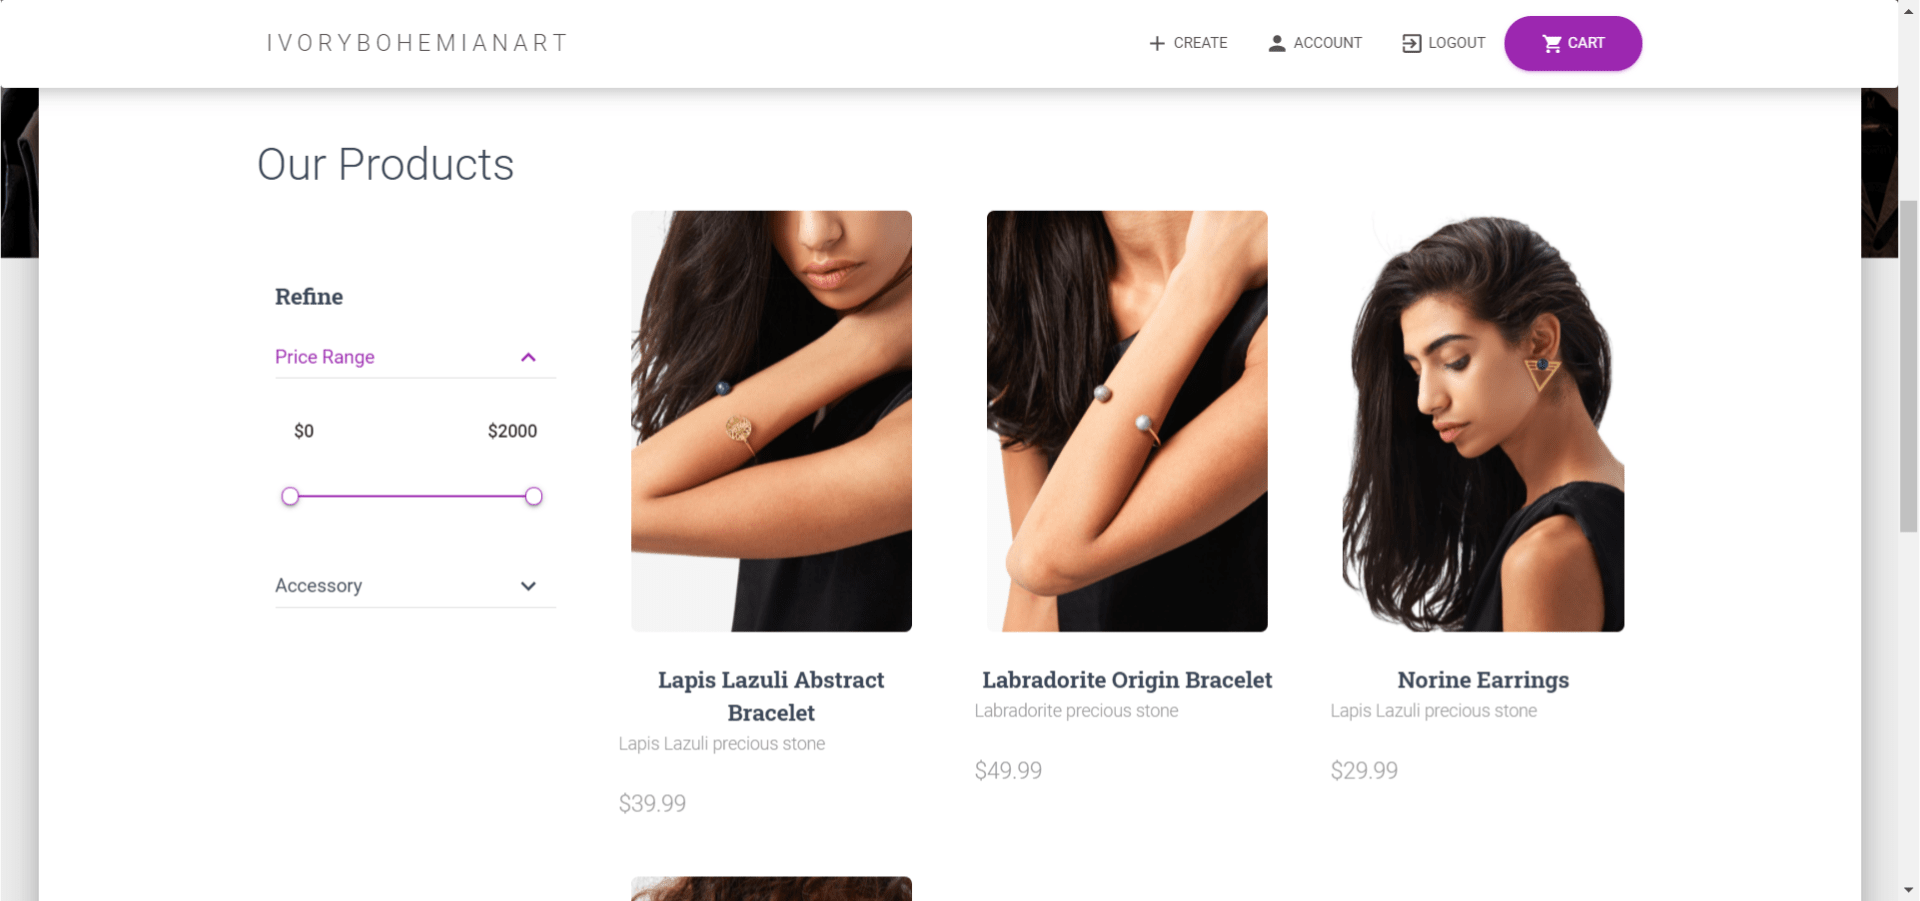 IVORYBOHEMIANART
CREATE
ACCOUNT
LOGOUT
CART
Our Products
Refine
Price Range
$0
$2000
Accessory
Lapis Lazuli Abstract
Bracelet
Lapis Lazuli precious stone
$39.99
Labradorite Origin Bracelet
Labradorite precious stone
$49.99
Norine Earrings
Lapis Lazuli precious stone
$29.99